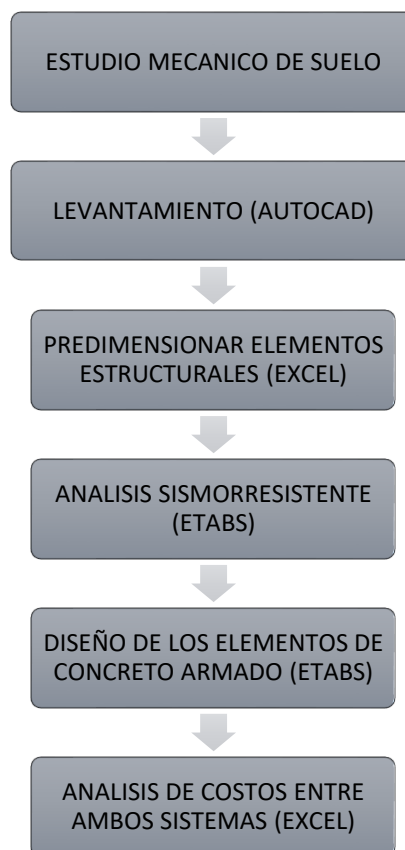 ESTUDIO MECANICO DE SUELO
LEVANTAMIENTO (AUTOCAD)
PREDIMENSIONAR ELEMENTOS
ESTRUCTURALES (EXCEL)
ANALISIS SISMORRESISTENTE
(ETABS)
DISEÑO DE LOS ELEMENTOS DE
CONCRETO ARMADO (ETABS)
ANALISIS DE COSTOS ENTRE
AMBOS SISTEMAS (EXCEL)